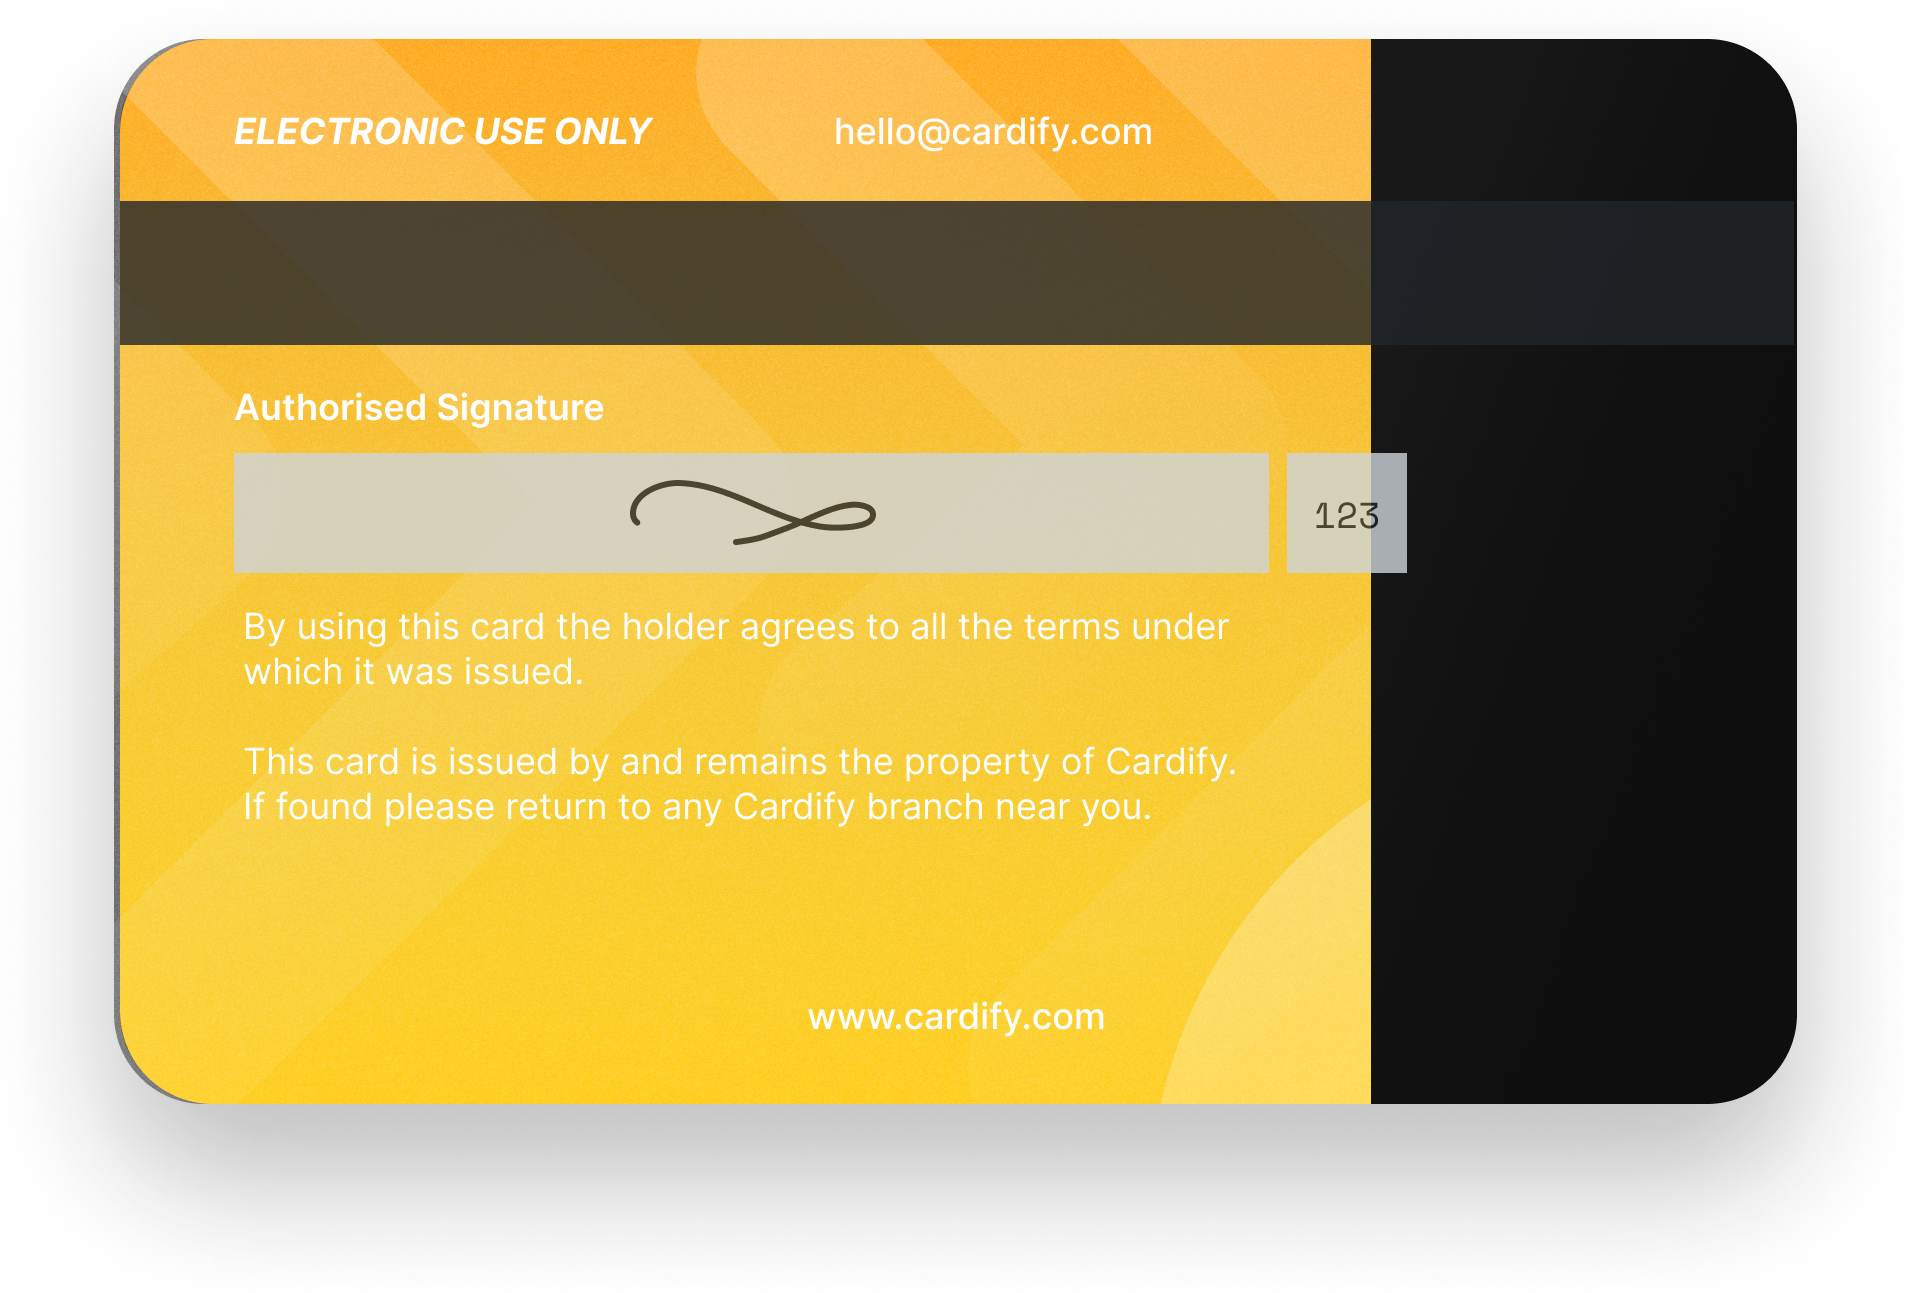 ELECTRONIC USE ONLY
hello@cardify.com
Authorised Signature
123
By using this card the holder agrees to all the terms under
which it was issued.
This card is issued by and remains the property of Cardify.
If found please return to any Cardify branch near you.
www.cardify.com